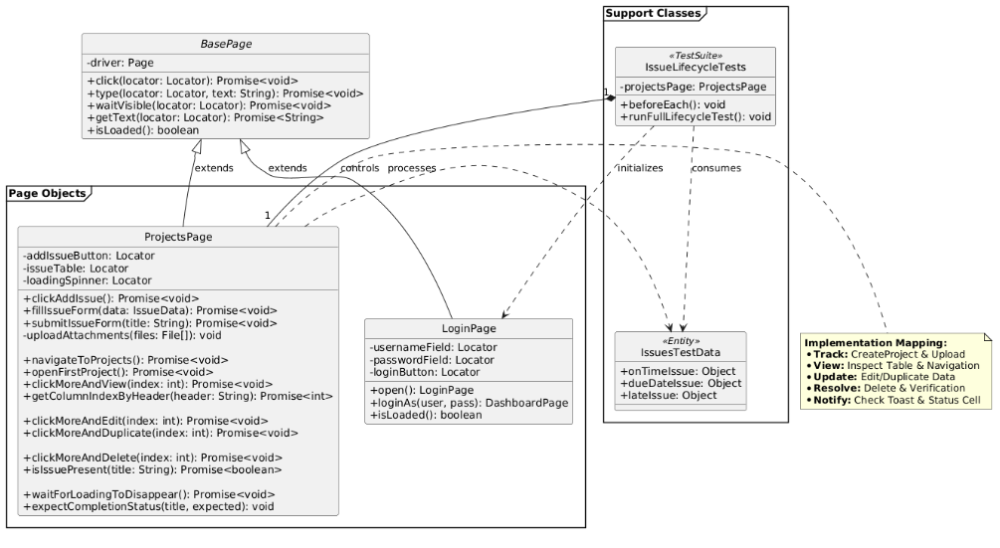 Support Classes
BasePage
-driver: Page
+click(locator: Locator): Promise<void>
+type(locator: Locator, text: String): Promise<void>
+waitVisible(locator: Locator): Promise<void>
+getText(locator: Locator): Promise<String>
+isLoaded(): boolean
«TestSuite»
IssueLifecycleTests
-projectsPage: ProjectsPage
+beforeEach(): void
+runFullLifecycleTest(): void
1
extends
extends
controls
processes
initializes
consumes
Page Objects
1
ProjectsPage
-addIssueButton: Locator
-issueTable: Locator
-loadingSpinner: Locator
+clickAddIssue(): Promise<void>
+fillIssueForm(data: IssueData): Promise<void>
+submitIssueForm(title: String): Promise<void>
-uploadAttachments(files: File[]): void
+navigateToProjects(): Promise<void>
+openFirstProject(): Promise<void>
+clickMoreAndView(index: int): Promise<void>
+getColumnIndexByHeader(header: String): Promise<int>
+clickMoreAndEdit(index: int): Promise<void>
+clickMoreAndDuplicate(index: int): Promise<void>
+clickMoreAndDelete(index: int): Promise<void>
+isIssuePresent(title: String): Promise<boolean>
+waitForLoadingToDisappear(): Promise<void>
+expectCompletionStatus(title, expected): void
LoginPage
-usernameField: Locator
-passwordField: Locator
-loginButton: Locator
+open(): LoginPage
+loginAs(user, pass): DashboardPage
+isLoaded(): boolean
«Entity»
IssuesTestData
+onTimeIssue: Object
+dueDateIssue: Object
+lateIssue: Object
Implementation Mapping:
• Track: CreateProject & Upload
• View: Inspect Table & Navigation
• Update: Edit/Duplicate Data
• Resolve: Delete & Verification
• Notify: Check Toast & Status Cell